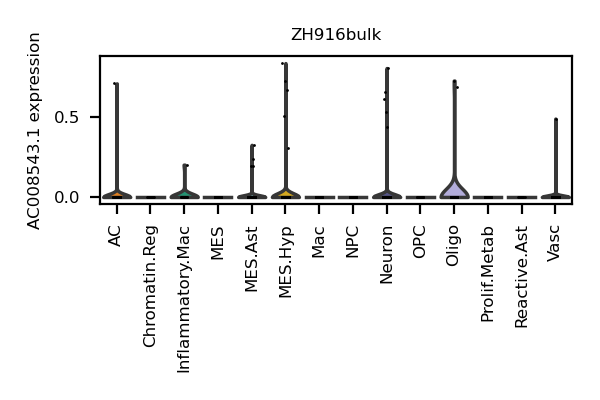 ZH916bulk
AC008543.1 expression
0.5
0.0
AC
Chromatin.Reg
Inflammatory.Mac
MES
MES.Ast
MES.Hyp
Mac
NPC
Neuron
OPC
Oligo
Prolif.Metab
Reactive.Ast
Vasc